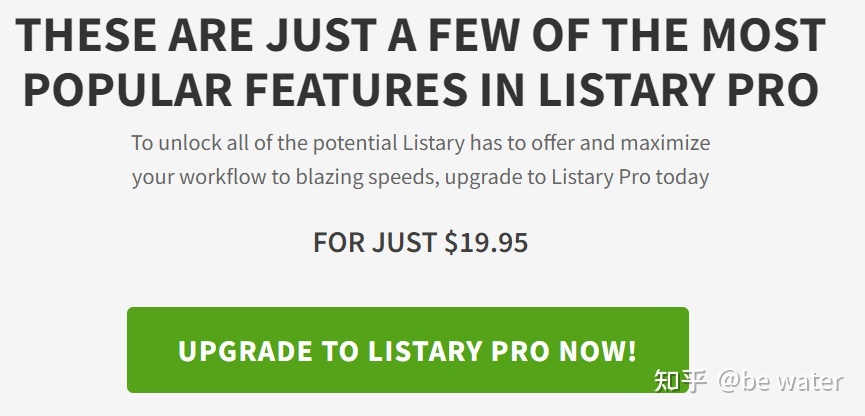 THESE ARE JUST A FEW OF THE MOST
POPULAR FEATURES IN LISTARY PRO
To unlock all of the potential Listary has to offer and maximize
your workflow to blazing speeds, upgrade to Listary Pro today
FOR JUST $19.95
UPGRADE TO LISTARY PRO NOW!
知乎 @be water